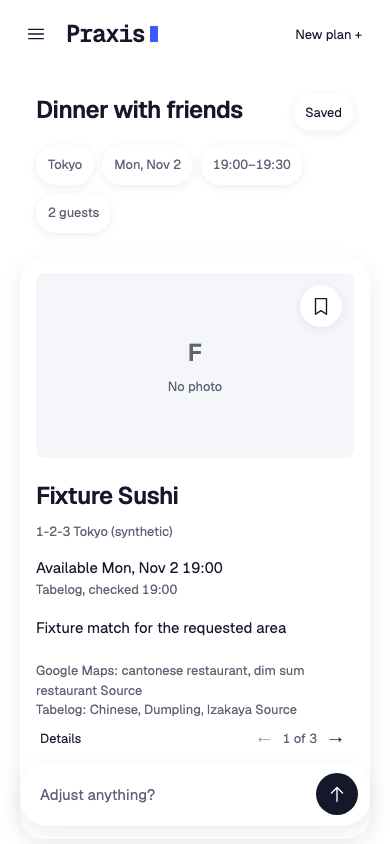 Praxis
New plan +
Dinner with friends
Saved
Tokyo
Mon, Nov 2
19:00–19:30
2 guests
F
No photo
Fixture Sushi
1-2-3 Tokyo (synthetic)
Available Mon, Nov 2 19:00
Tabelog, checked 19:00
Fixture match for the requested area
Google Maps: cantonese restaurant, dim sum
restaurant Source
Tabelog: Chinese, Dumpling, Izakaya Source
Details
← 1 of 3 →
Adjust anything?